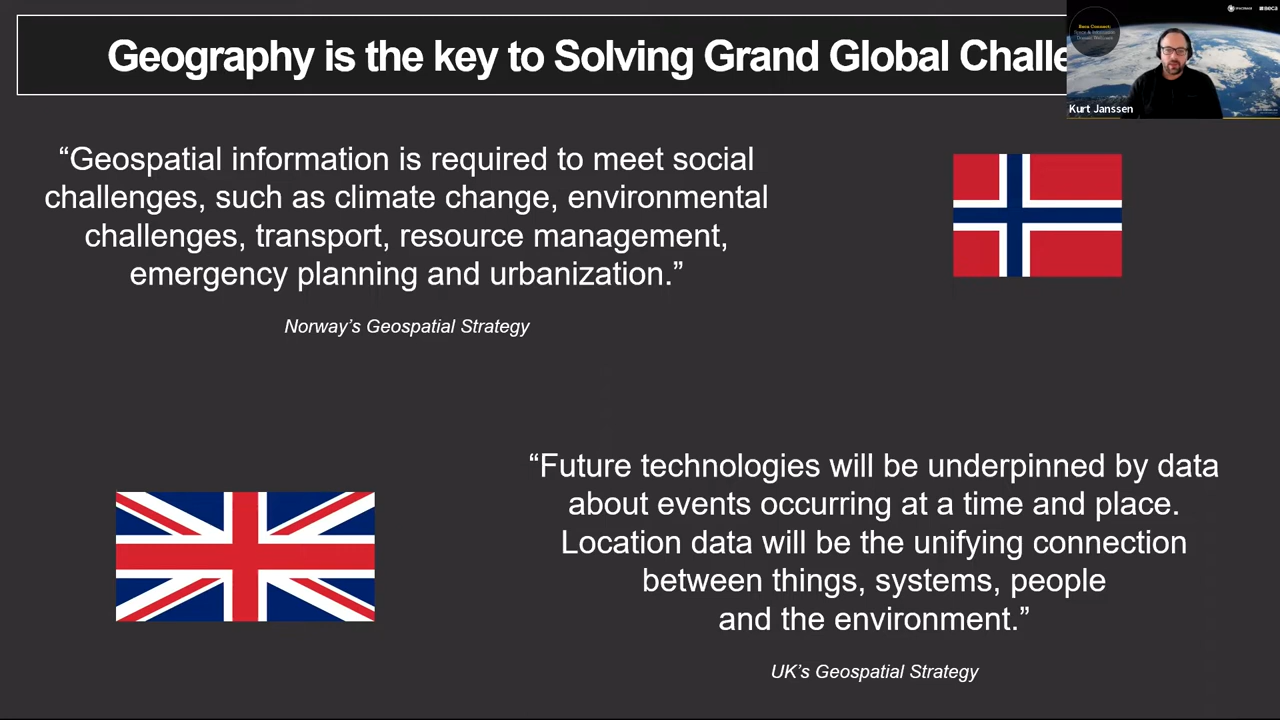 Geography is the key to Solving Grand Global Challe
Kurt Janssen
“Geospatial information is required to meet social
challenges, such as climate change, environmental
challenges, transport, resource management,
emergency planning and urbanization.”
Norway’s Geospatial Strategy
“Future technologies will be underpinned by data
about events occurring at a time and place.
Location data will be the unifying connection
between things, systems, people
and the environment.”
UK’s Geospatial Strategy